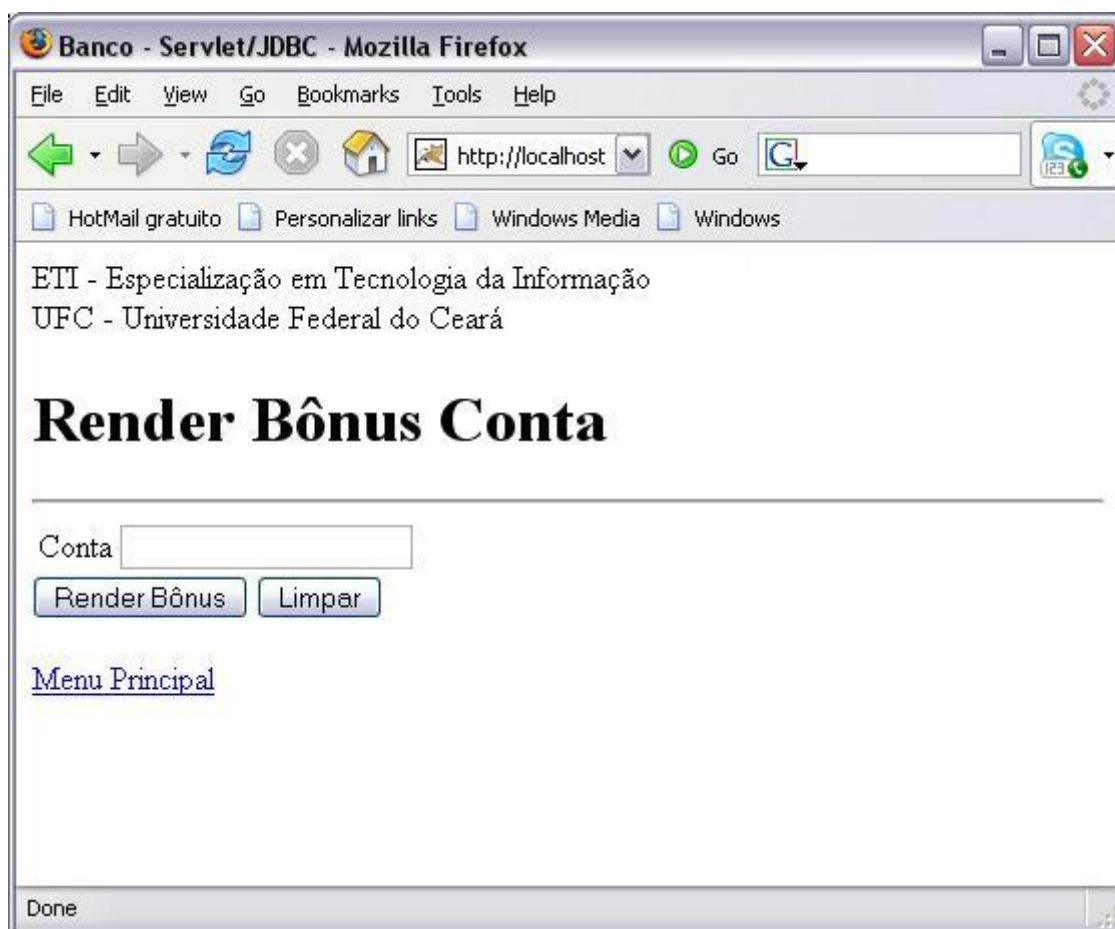 Banco - Servlet/JDBC - Mozilla Firefox
File Edit View Go Bookmarks Tools Help
http://localhost Go G
HotMail gratuito Personalizar links Windows Media Windows
ETI - Especialização em Tecnologia da Informação
UFC - Universidade Federal do Ceará
Render Bônus Conta
Conta
Render Bônus Limpar
Menu Principal
Done